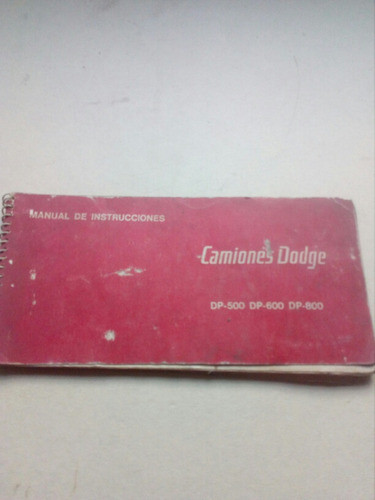 MANUAL DE INSTRUCCIONES
Camiones Dodge
DP-500 DP-600 DP-800